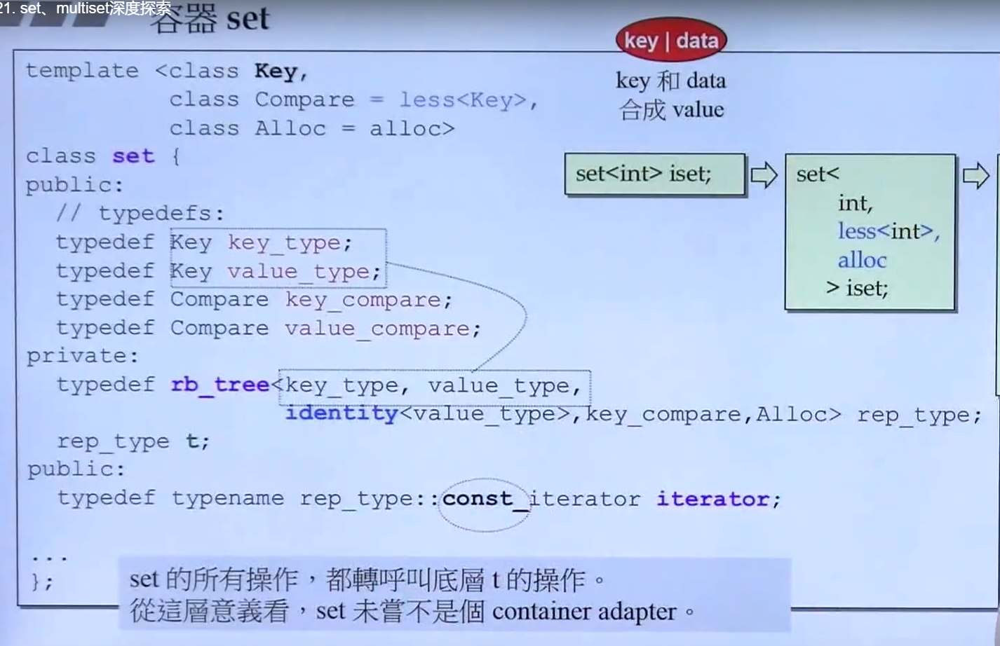 21. set、multiset深度探索
容器 set
key | data
key 和 data
合成 value
template <class Key,
class Compare = less<Key>,
class Alloc = alloc>
class set {
public:
// typedefs:
typedef Key key_type;
typedef Key value_type;
typedef Compare key_compare;
typedef Compare value_compare;
private:
typedef rb_tree<key_type, value_type,
identity<value_type>,key_compare,Alloc> rep_type;
rep_type t;
public:
typedef typename rep_type::const_iterator iterator;
...
};
set<int> iset;
set<
int,
less<int>,
alloc
> iset;
set 的所有操作，都轉呼叫底層 t 的操作。
從這層意義看，set 未嘗不是個 container adapter。